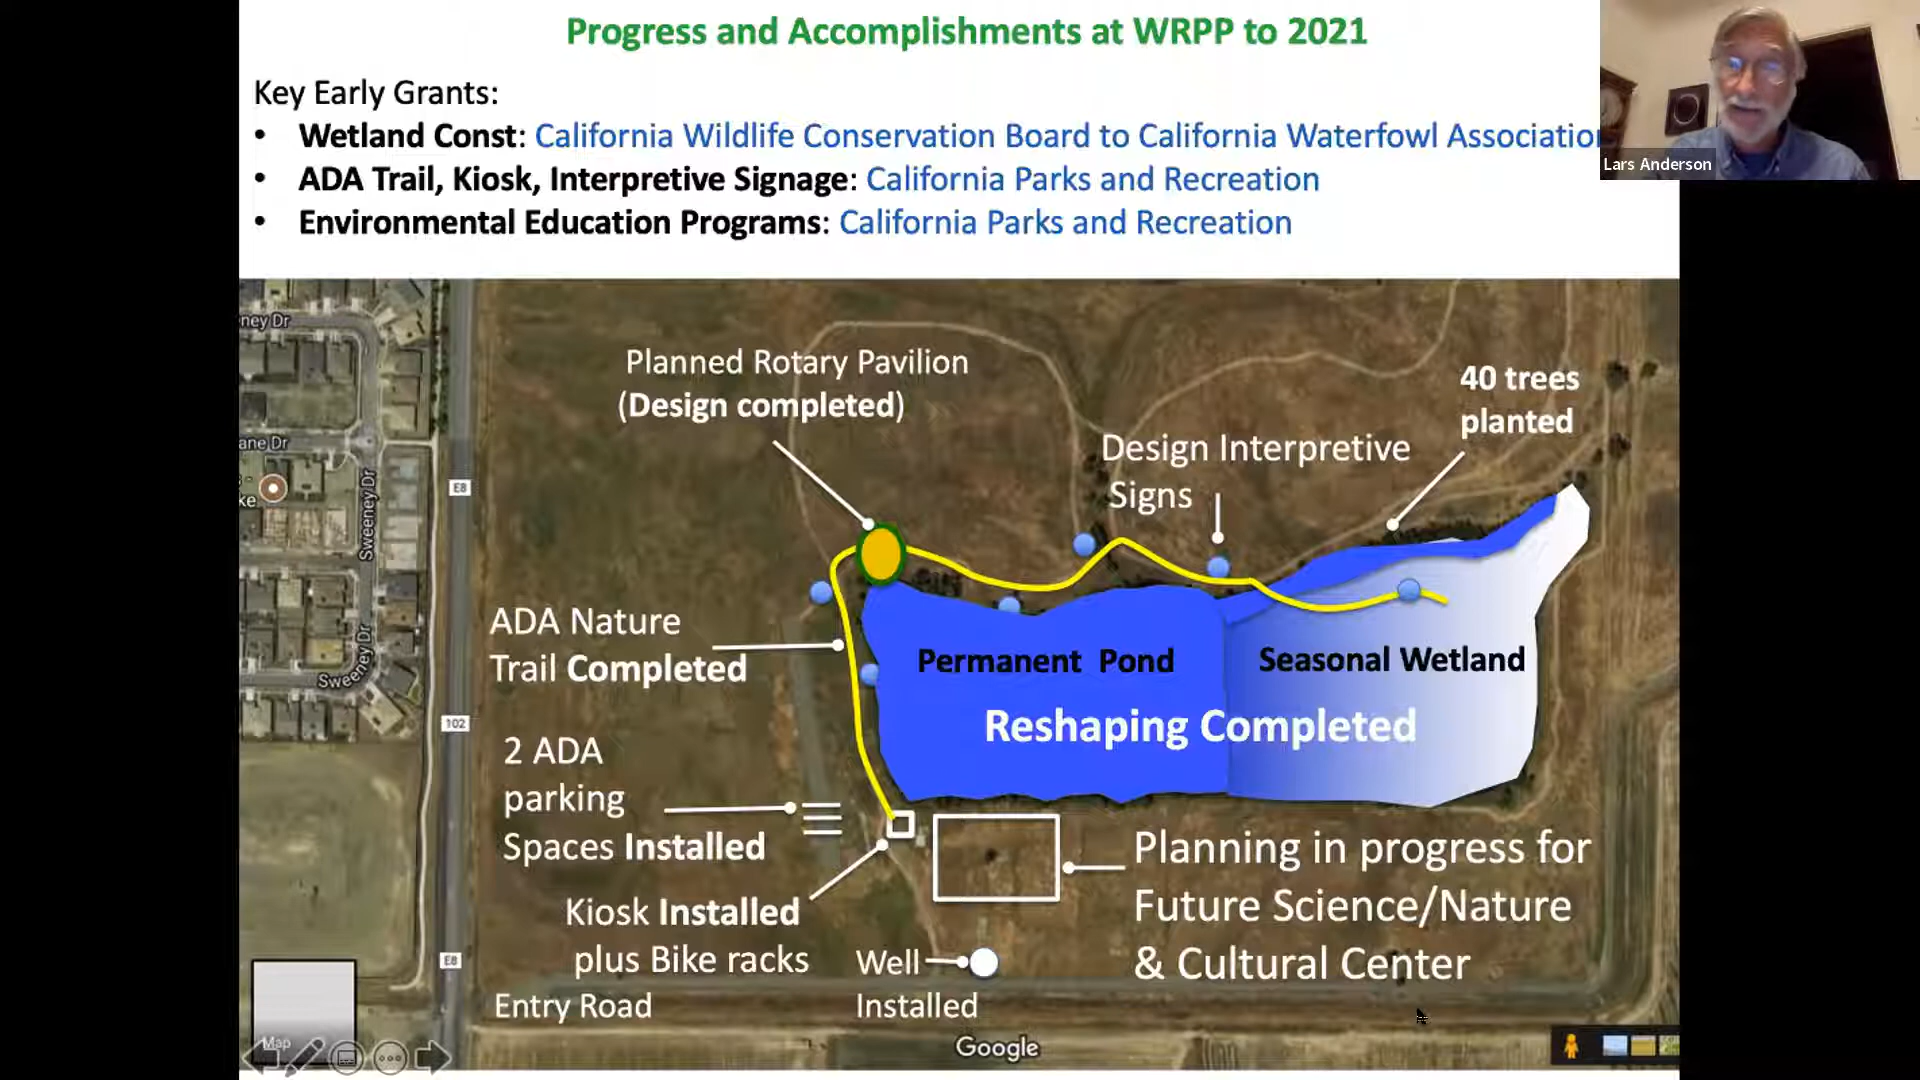 Progress and Accomplishments at WRPP to 2021
Key Early Grants:
• Wetland Const: California Wildlife Conservation Board to California Waterfowl Association
• ADA Trail, Kiosk, Interpretive Signage: California Parks and Recreation
• Environmental Education Programs: California Parks and Recreation
Lars Anderson
ney Dr
Planned Rotary Pavilion
(Design completed)
40 trees
planted
ane Dr
Design Interpretive
Signs
E8
ke
Sweeney Dr
ADA Nature
Trail Completed
Permanent Pond
Seasonal Wetland
Sweeney Dr
Reshaping Completed
102
2 ADA
parking
Spaces Installed
Planning in progress for
Future Science/Nature
& Cultural Center
Kiosk Installed
plus Bike racks
E8
Well
Installed
Entry Road
Map
Google